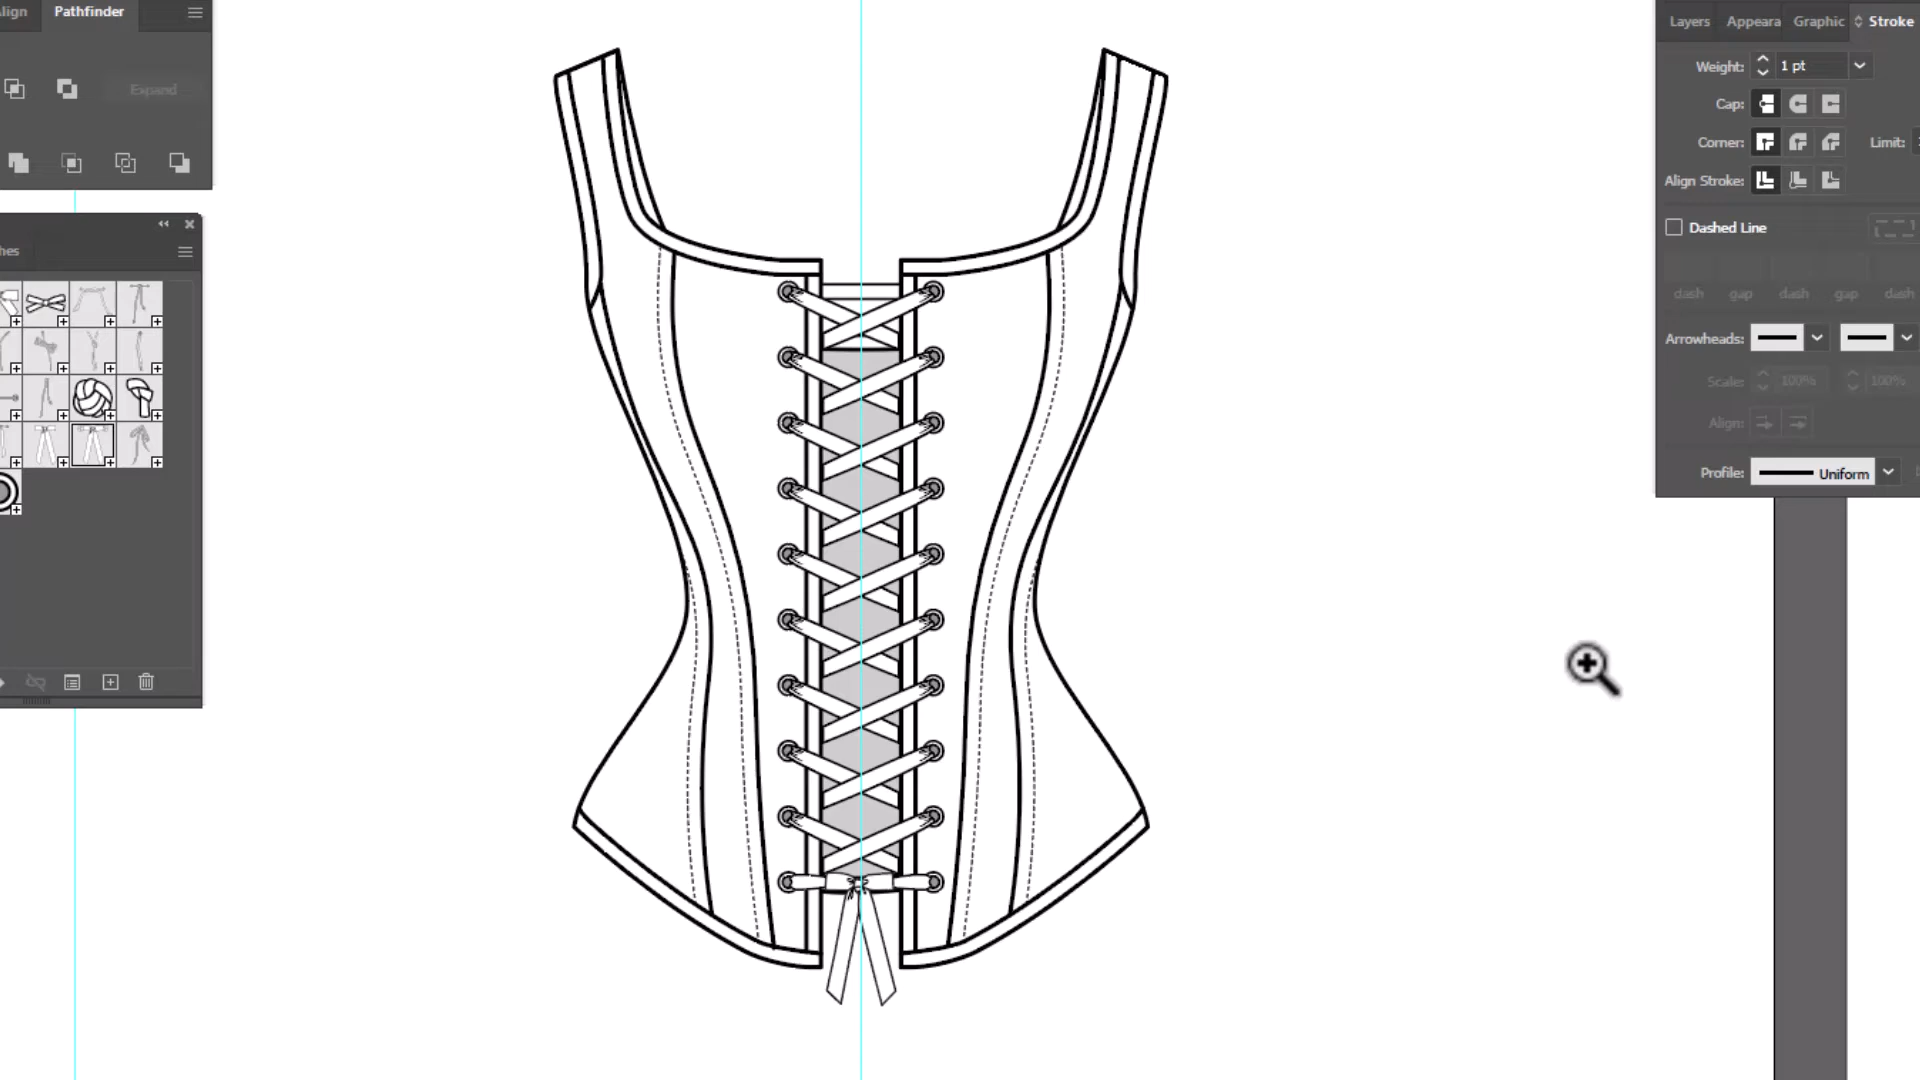 lign Pathfinder
Expand
hes
Layers Appeara Graphic Stroke
Weight: 1 pt
Cap:
Corner: Limit:
Align Stroke:
Dashed Line
dash gap dash gap dash
Arrowheads:
Scale: 100% 100%
Align:
Profile: Uniform